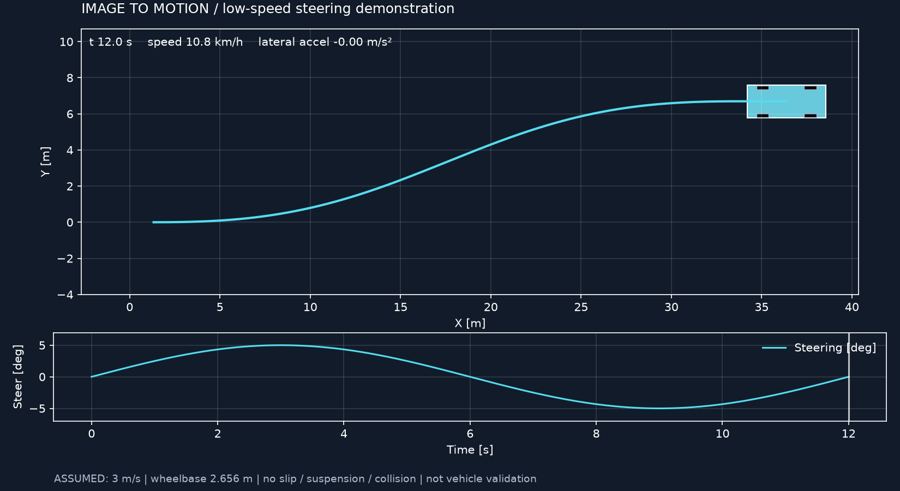 IMAGE TO MOTION / low-speed steering demonstration
t 12.0 s speed 10.8 km/h lateral accel -0.00 m/s²
10
8
6
4
2
0
−2
−4
Y [m]
0 5 10 15 20 25 30 35 40
X [m]
Steering [deg]
5
0
−5
Steer [deg]
0 2 4 6 8 10 12
Time [s]
ASSUMED: 3 m/s | wheelbase 2.656 m | no slip / suspension / collision | not vehicle validation